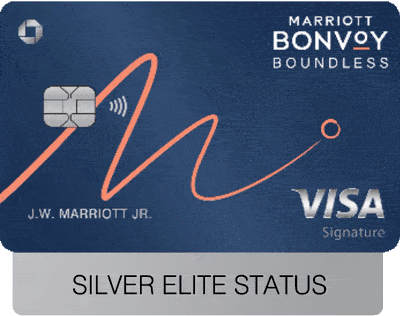 MARRIOTT
BONVOY
BOUNDLESS
J.W. MARRIOTT JR.
VISA
Signature
SILVER ELITE STATUS